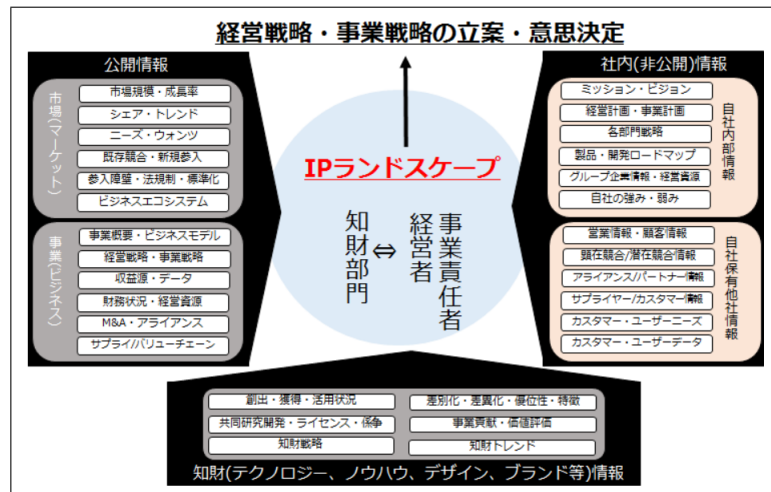 経営戦略・事業戦略の立案・意思決定
公開情報
市場(マーケット)
市場規模・成長率
シェア・トレンド
ニーズ・ウォンツ
既存競合・新規参入
参入障壁・法規制・標準化
ビジネスエコシステム
事業(ビジネス)
事業概要・ビジネスモデル
経営戦略・事業戦略
収益源・データ
財務状況・経営資源
M&A・アライアンス
サプライ/バリューチェーン
IPランドスケープ
知財部門
⇔
経営者
事業責任者
社内(非公開)情報
ミッション・ビジョン
経営計画・事業計画
各部門戦略
製品・開発ロードマップ
グループ企業情報・経営資源
自社の強み・弱み
自社内部情報
営業情報・顧客情報
顕在競合/潜在競合情報
アライアンス/パートナー情報
サプライヤー/カスタマー情報
カスタマー・ユーザーニーズ
カスタマー・ユーザーデータ
自社保有他社情報
創出・獲得・活用状況
差別化・差異化・優位性・特徴
共同研究開発・ライセンス・係争
事業貢献・価値評価
知財戦略
知財トレンド
知財(テクノロジー、ノウハウ、デザイン、ブランド等)情報